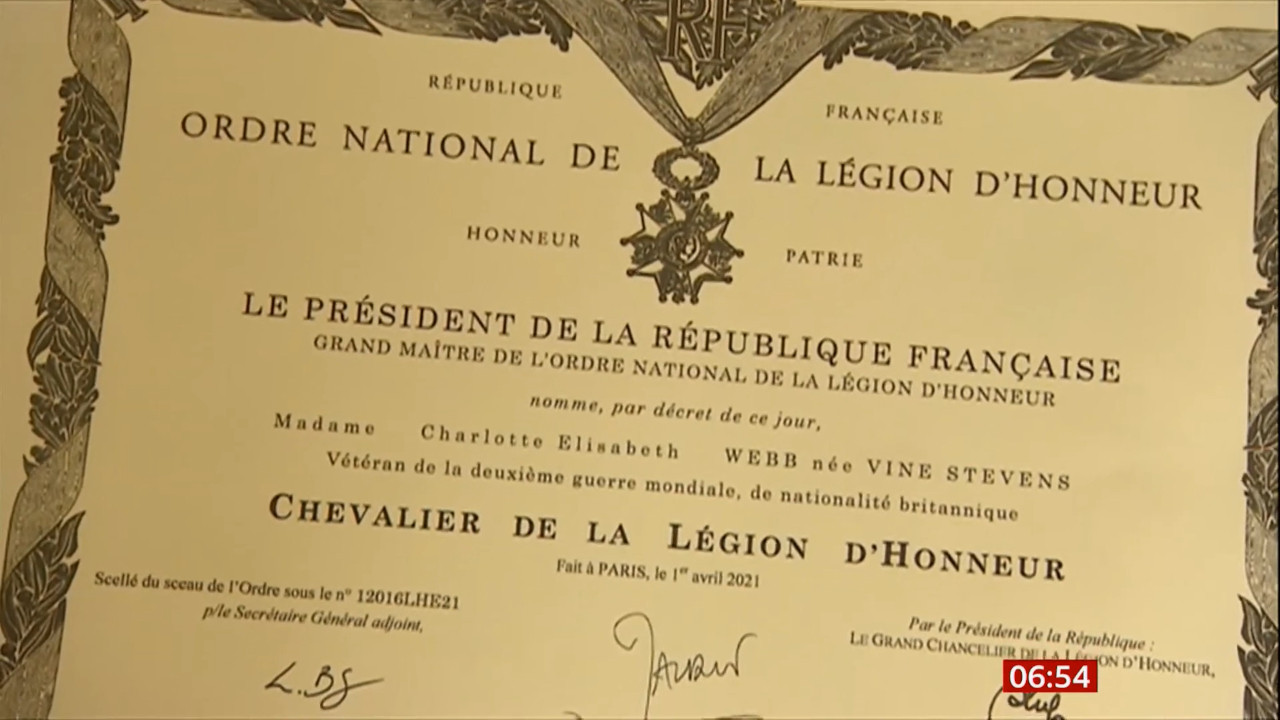 RF
RÉPUBLIQUE FRANÇAISE
ORDRE NATIONAL DE LA LÉGION D'HONNEUR
HONNEUR PATRIE
LE PRÉSIDENT DE LA RÉPUBLIQUE FRANÇAISE
GRAND MAÎTRE DE L'ORDRE NATIONAL DE LA LÉGION D'HONNEUR
nomme, par décret de ce jour,
Madame Charlotte Elisabeth WEBB née VINE STEVENS
Vétéran de la deuxième guerre mondiale, de nationalité britannique
CHEVALIER DE LA LÉGION D'HONNEUR
Fait à PARIS, le 1er avril 2021
Scellé du sceau de l'Ordre sous le n° 12016LHE21
p/le Secrétaire Général adjoint,
Par le Président de la République :
LE GRAND CHANCELIER DE LA LÉGION D'HONNEUR,
06:54